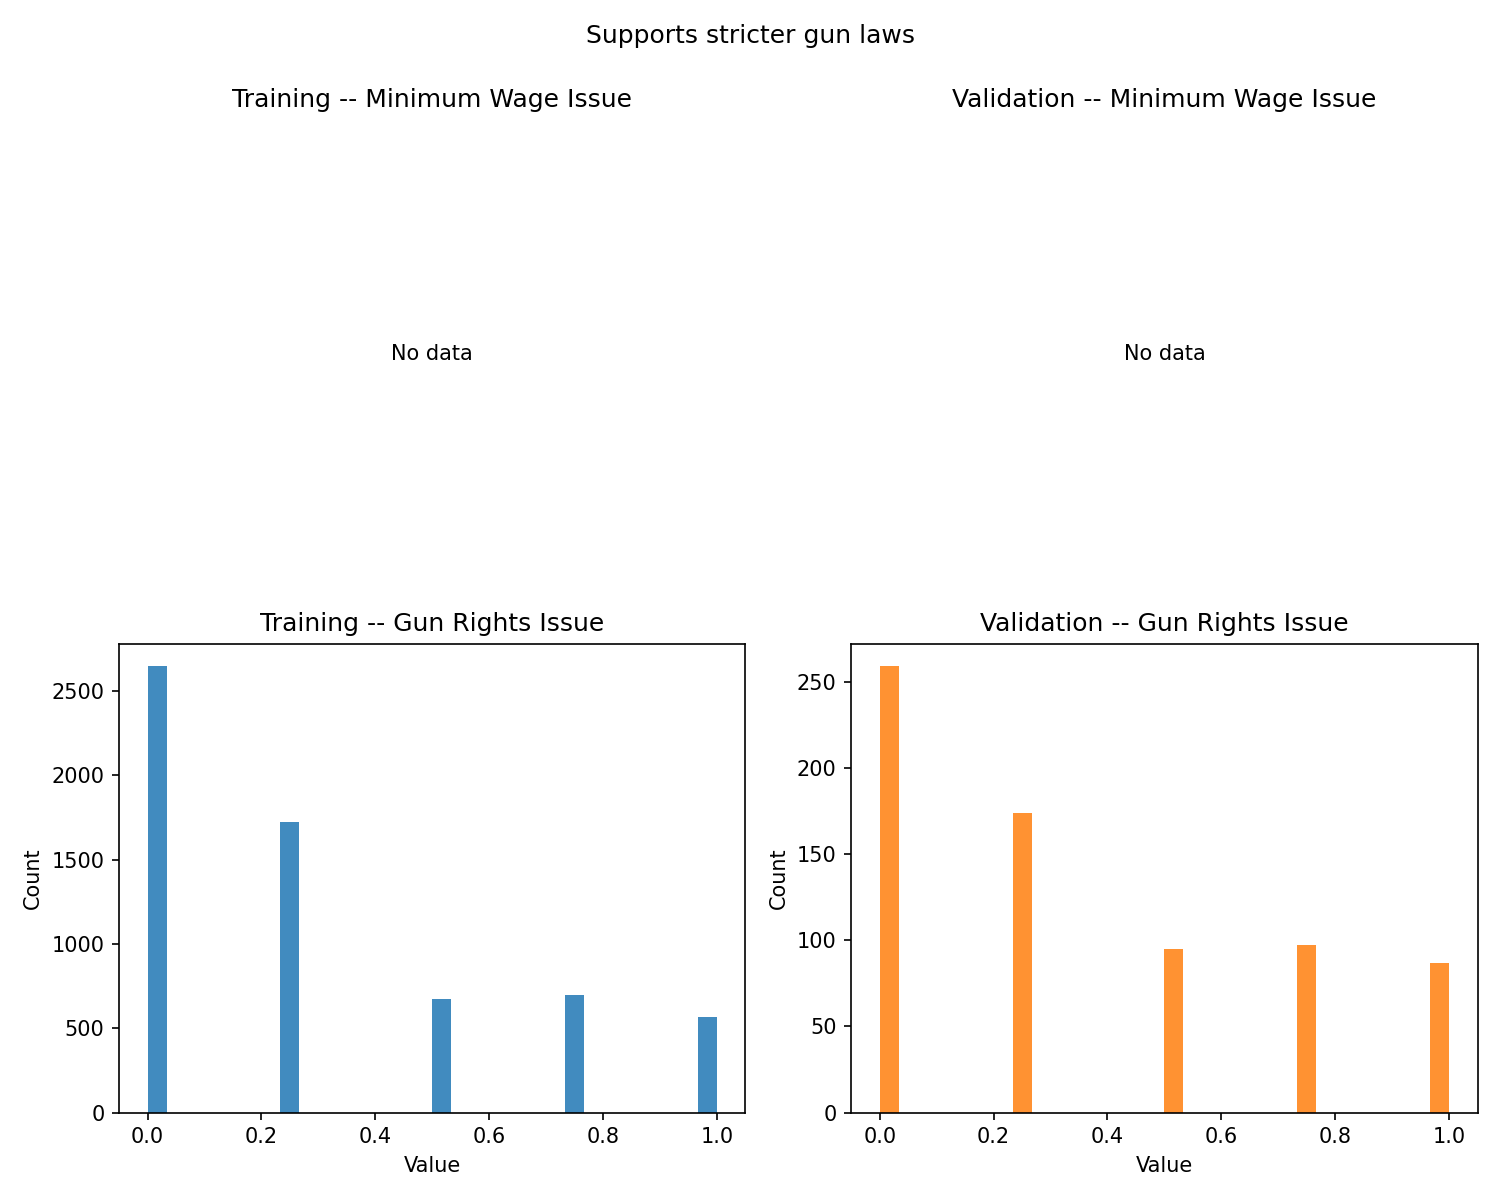 Supports stricter gun laws
Training -- Minimum Wage Issue
Validation -- Minimum Wage Issue
No data
No data
Training -- Gun Rights Issue
Validation -- Gun Rights Issue
Count
2500
2000
1500
1000
500
0
0.0 0.2 0.4 0.6 0.8 1.0
Value
Count
250
200
150
100
50
0
0.0 0.2 0.4 0.6 0.8 1.0
Value